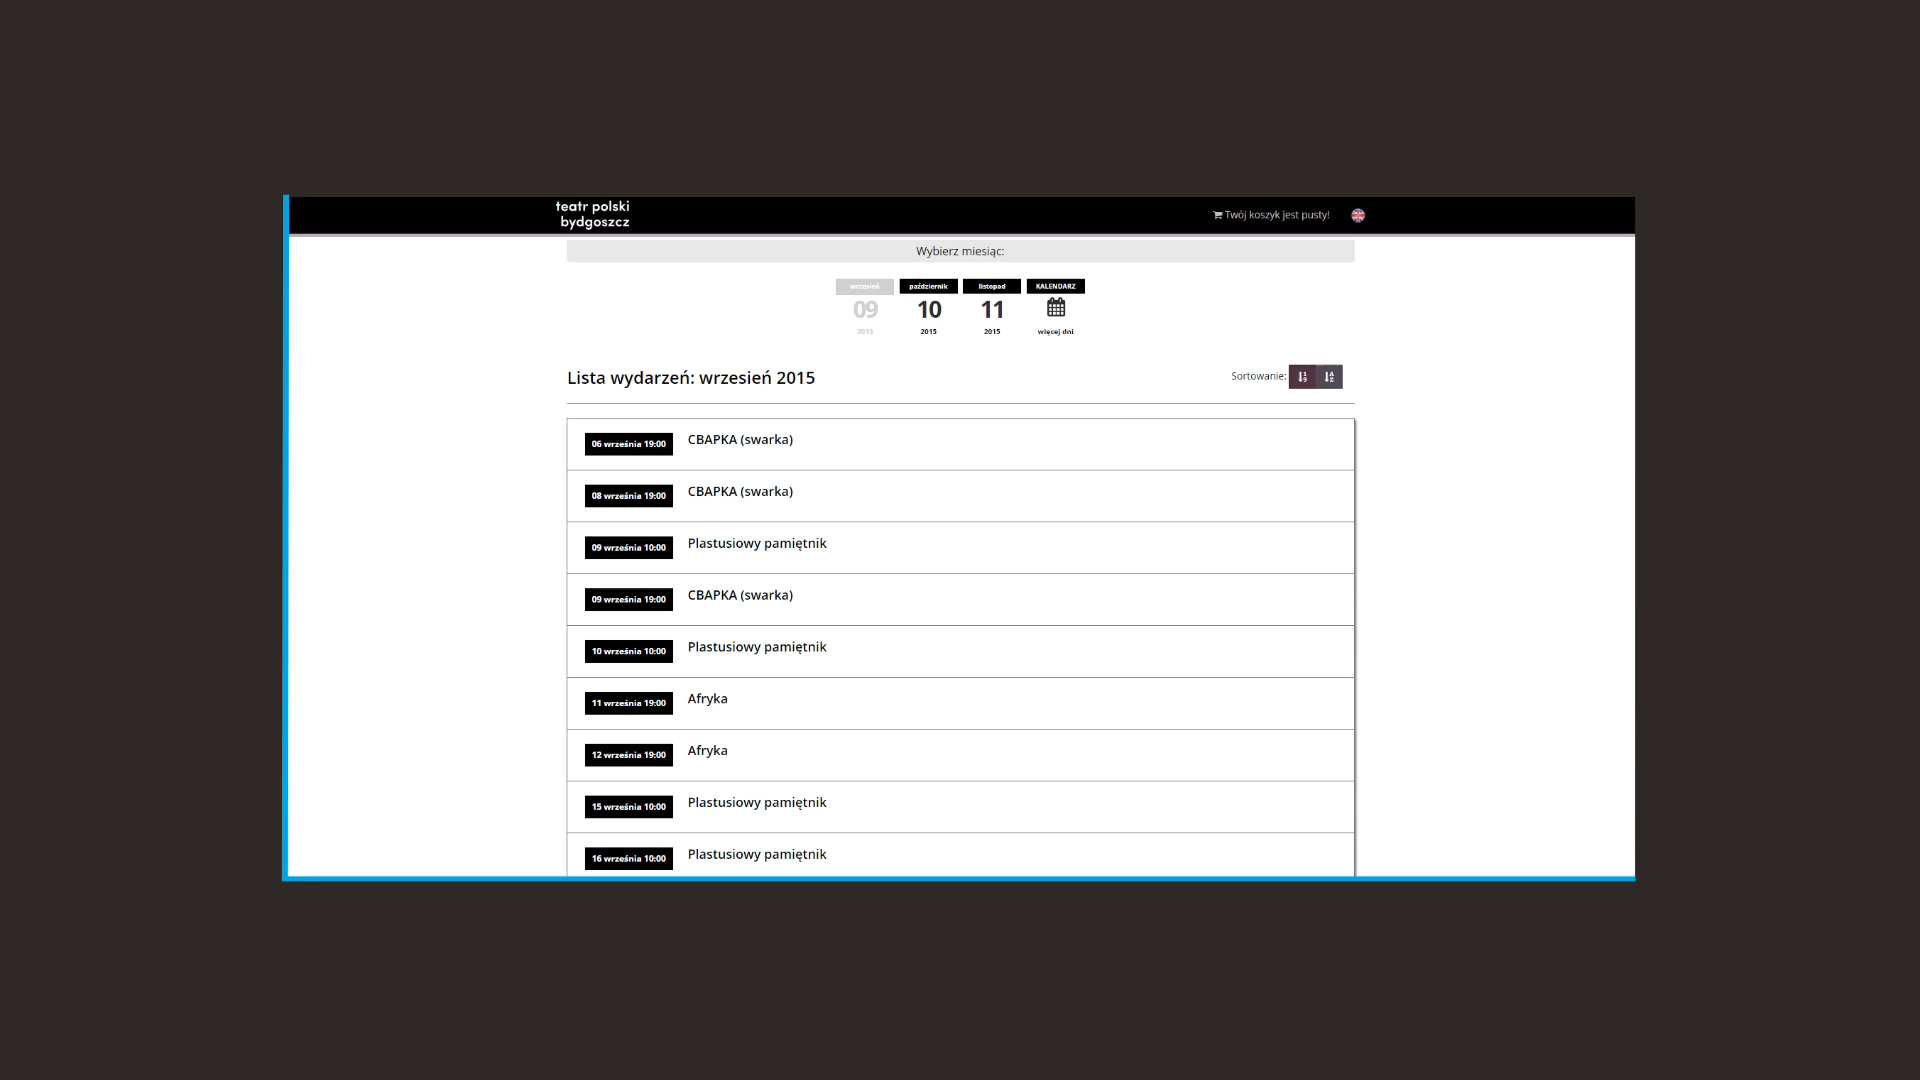 teatr polski
bydgoszcz
Twój koszyk jest pusty!
Wybierz miesiąc:
wrzesień październik listopad KALENDARZ
09 10 11
2015 2015 2015 więcej dni
Lista wydarzeń: wrzesień 2015
Sortowanie:
06 września 19:00 СВАРКА (swarka)
08 września 19:00 СВАРКА (swarka)
09 września 10:00 Plastusiowy pamiętnik
09 września 19:00 СВАРКА (swarka)
10 września 10:00 Plastusiowy pamiętnik
11 września 19:00 Afryka
12 września 19:00 Afryka
15 września 10:00 Plastusiowy pamiętnik
16 września 10:00 Plastusiowy pamiętnik